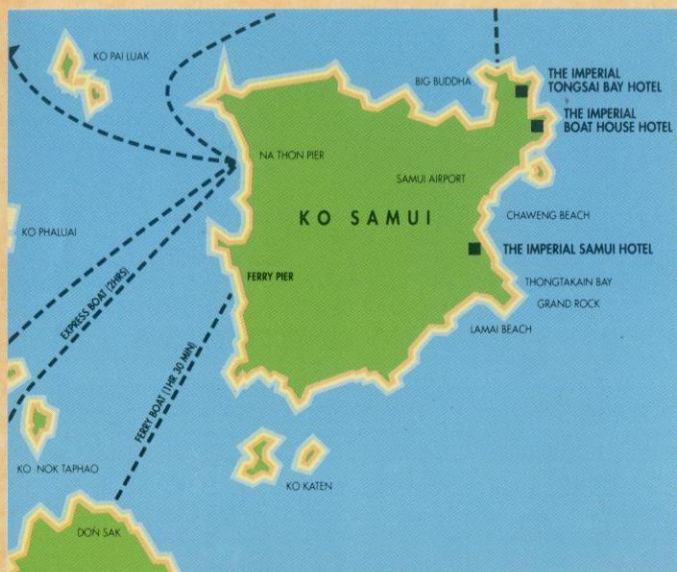 KO PAI LUAK
BIG BUDDHA
THE IMPERIAL
TONGSAI BAY HOTEL
THE IMPERIAL
BOAT HOUSE HOTEL
NA THON PIER
SAMUI AIRPORT
KO SAMUI
CHAWENG BEACH
KO PHALUAI
THE IMPERIAL SAMUI HOTEL
FERRY PIER
THONGTAKAIN BAY
GRAND ROCK
EXPRESS BOAT (2HRS)
LAMAI BEACH
FERRY BOAT (1HR 30 MIN)
KO NOK TAPHAO
KO KATEN
DON SAK